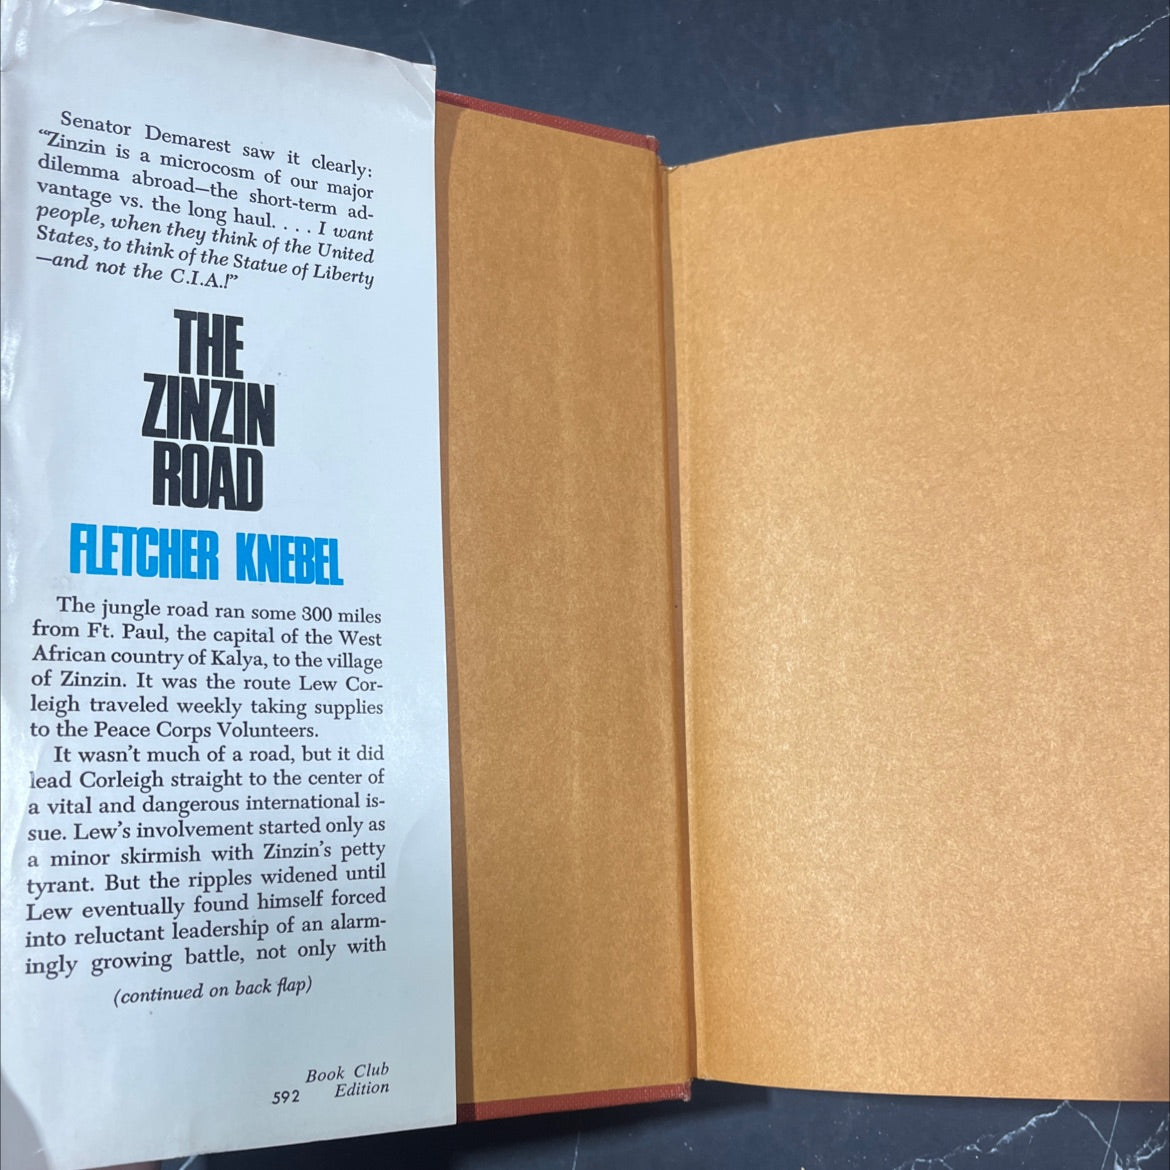 Senator Demarest saw it clearly:
“Zinzin is a microcosm of our major
dilemma abroad—the short-term ad-
vantage vs. the long haul. . . . I want
people, when they think of the United
States, to think of the Statue of Liberty
—and not the C.I.A.!”
THE
ZINZIN
ROAD
FLETCHER KNEBEL
The jungle road ran some 300 miles
from Ft. Paul, the capital of the West
African country of Kalya, to the village
of Zinzin. It was the route Lew Cor-
leigh traveled weekly taking supplies
to the Peace Corps Volunteers.
It wasn’t much of a road, but it did
lead Corleigh straight to the center of
a vital and dangerous international is-
sue. Lew’s involvement started only as
a minor skirmish with Zinzin’s petty
tyrant. But the ripples widened until
Lew eventually found himself forced
into reluctant leadership of an alarm-
ingly growing battle, not only with
(continued on back flap)
Book Club
592 Edition